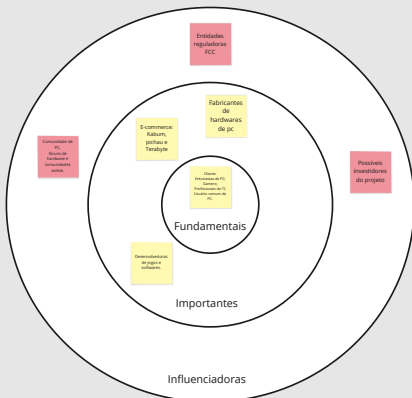 Entidades
reguladoras
FCC
Fabricantes
de
hardwares
de pc
E-commerce:
Kabum,
pichau e
Terabyte
Comunidade de
PC,
fóruns de
hardware e
comunidades
online.
Possíveis
investidores
do projeto
Cliente:
Entusiastas de PC;
Gamers;
Profissionais da TI;
Usuário comum de
PC.
Fundamentais
Desenvolvedoras
de jogos e
softwares.
Importantes
Influenciadoras